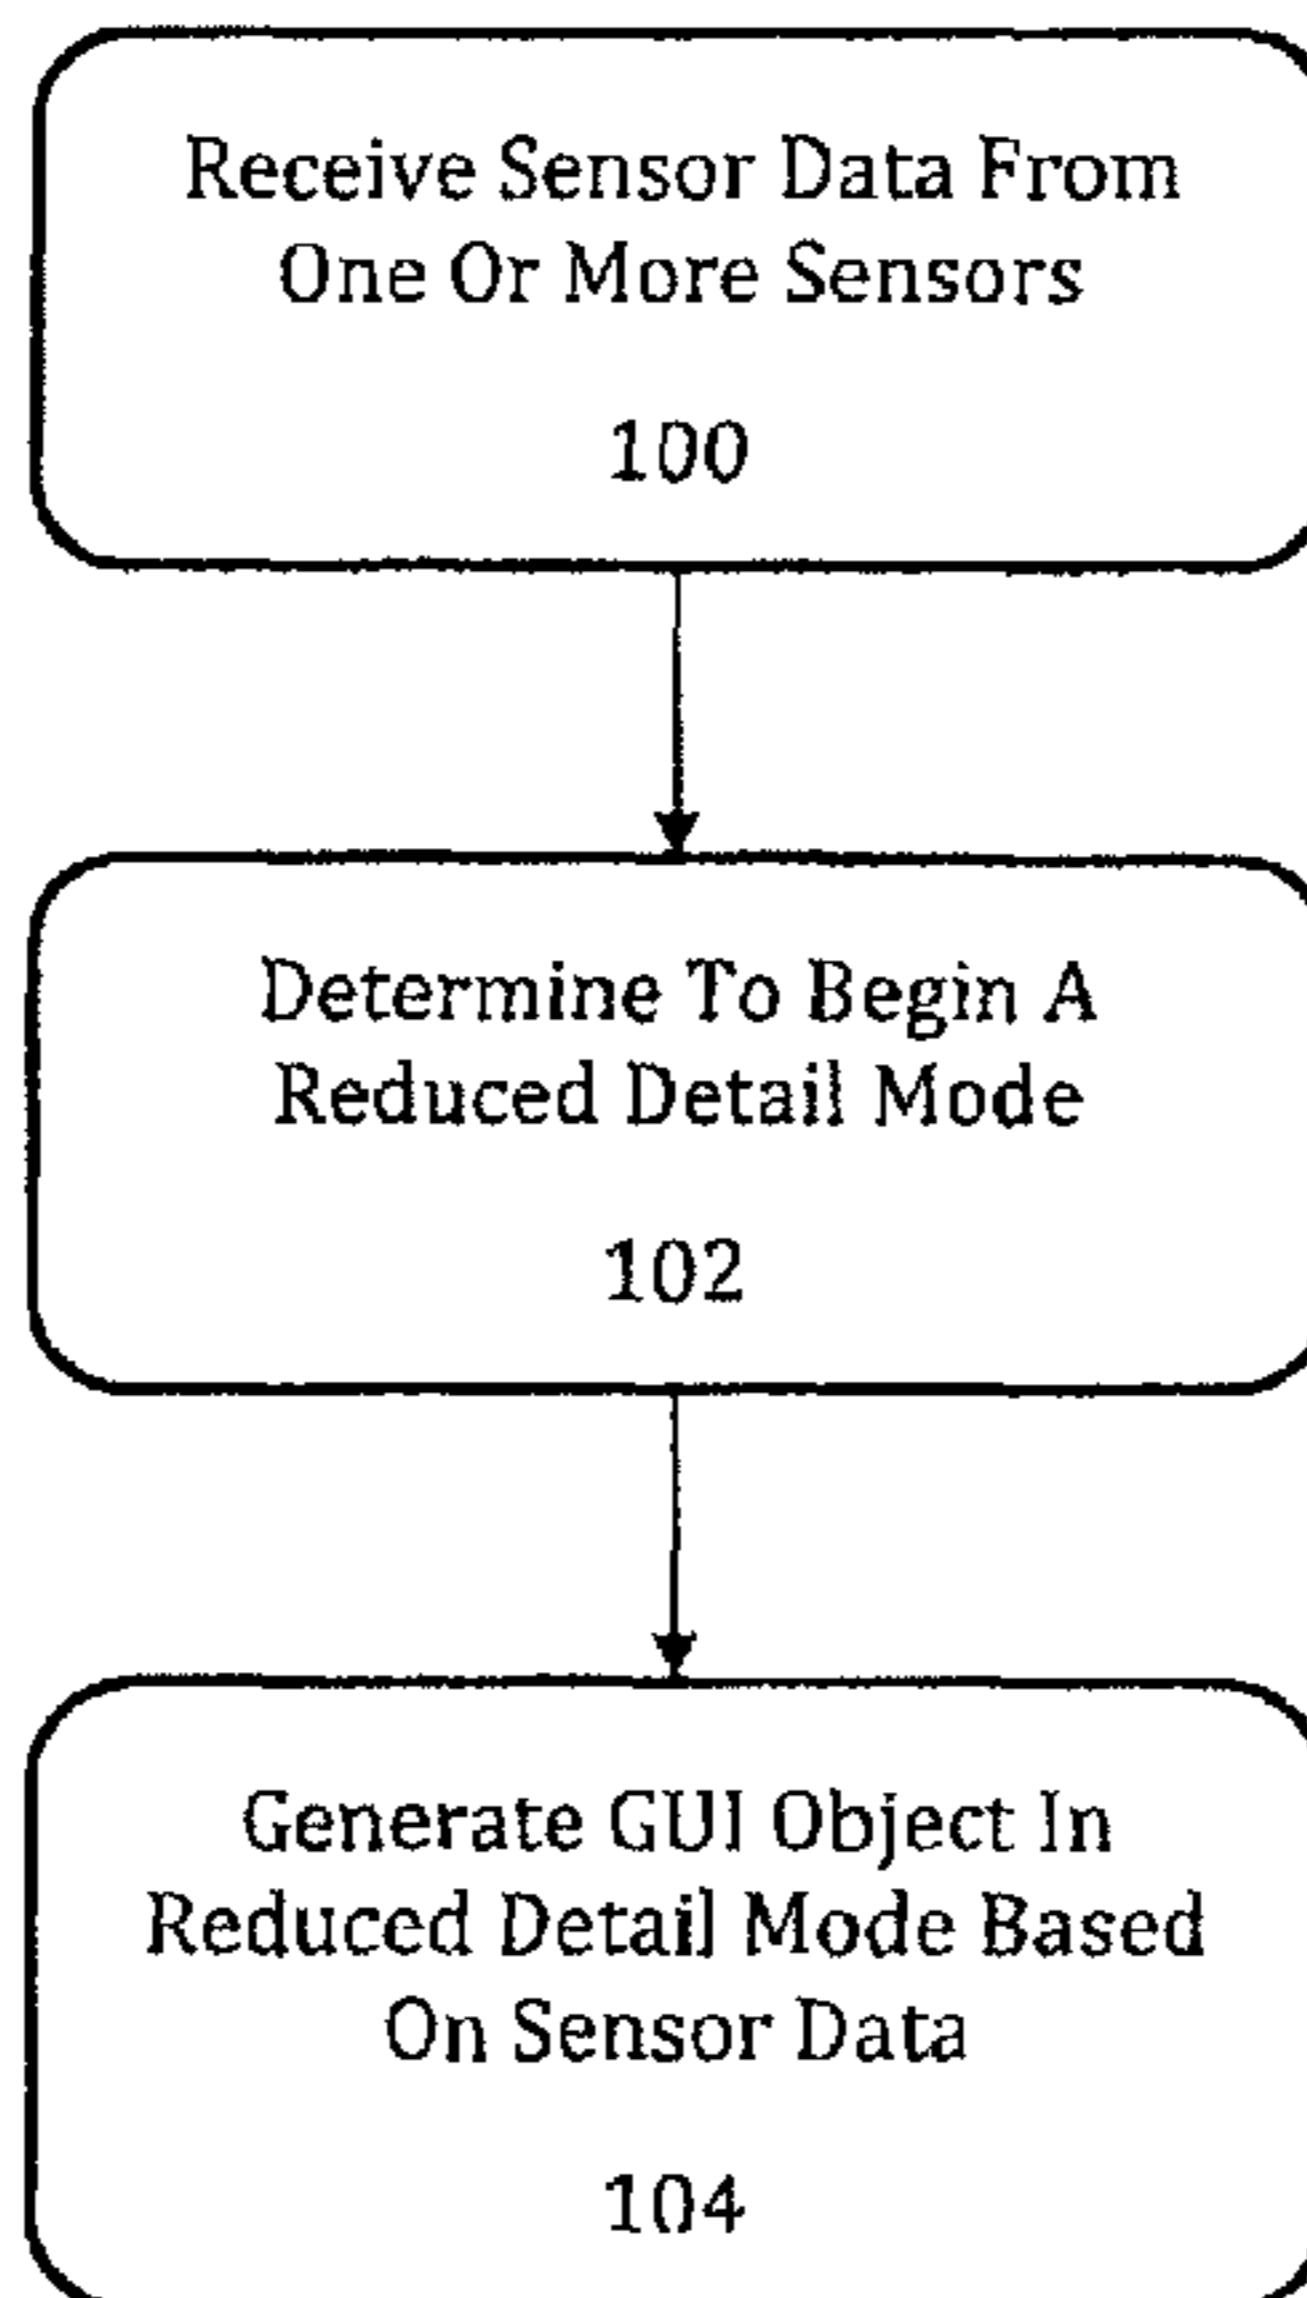 Receive Sensor Data From
One Or More Sensors
100
Determine To Begin A
Reduced Detail Mode
102
Generate GUI Object In
Reduced Detail Mode Based
On Sensor Data
104